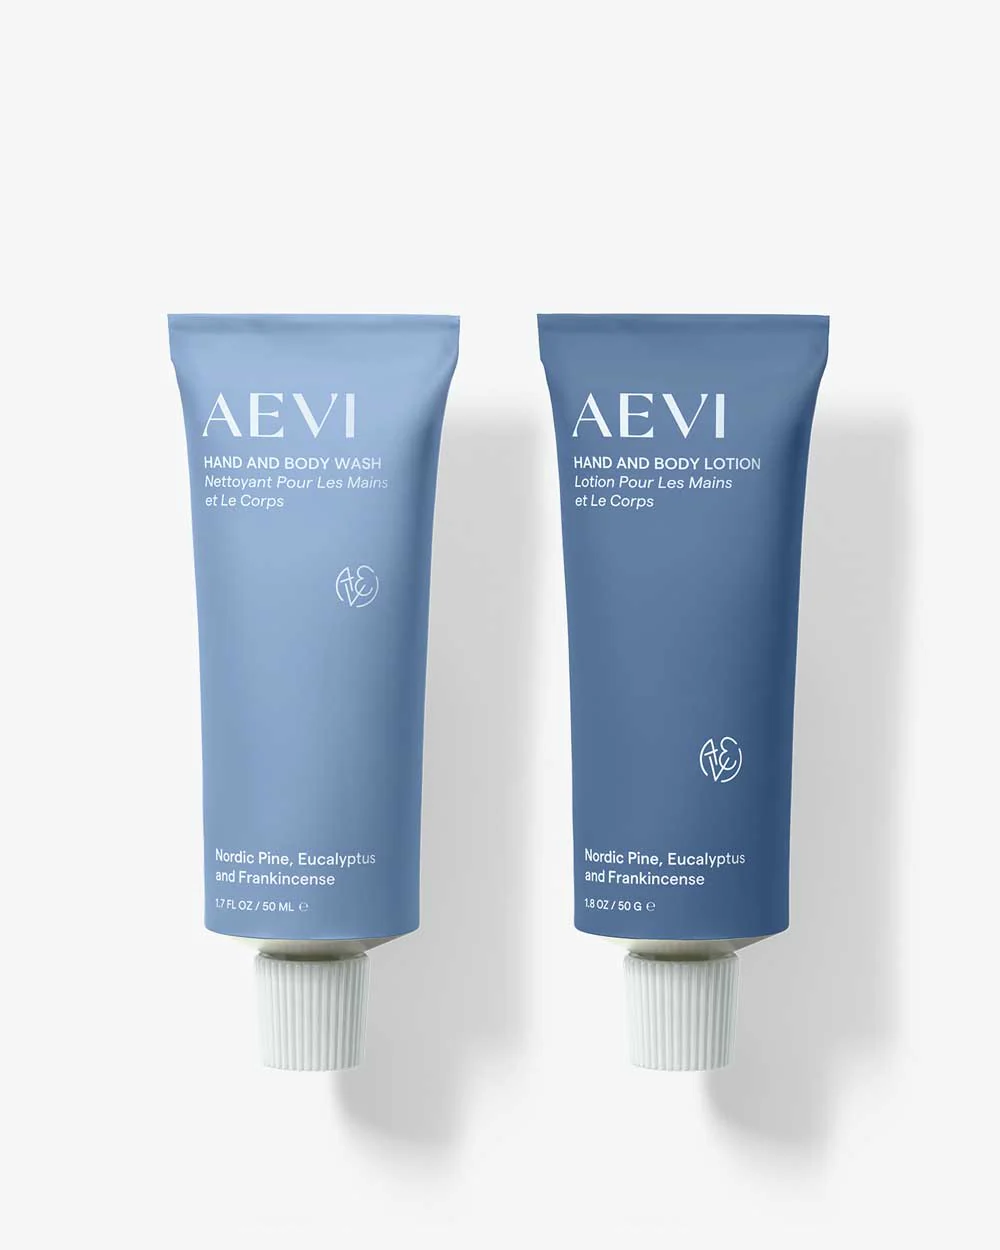 AEVI
HAND AND BODY WASH
Nettoyant Pour Les Mains
et Le Corps
Nordic Pine, Eucalyptus
and Frankincense
1.7 FL OZ / 50 ML ℮
AEVI
HAND AND BODY LOTION
Lotion Pour Les Mains
et Le Corps
Nordic Pine, Eucalyptus
and Frankincense
1.8 OZ / 50 G ℮